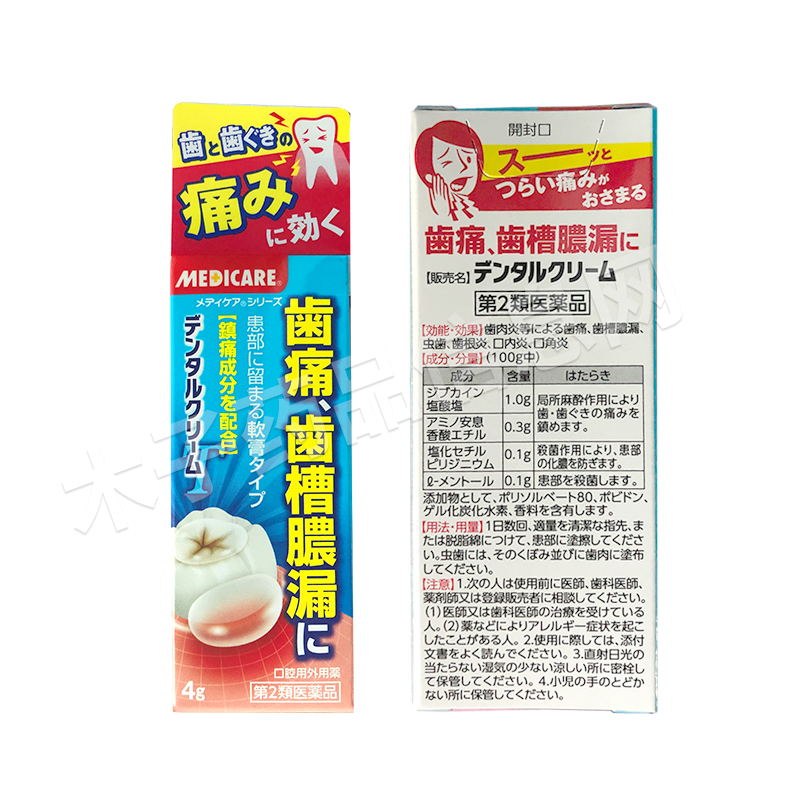 歯と歯ぐきの
痛みに効く
MEDICARE®
メディケア®シリーズ
歯痛、歯槽膿漏に
患部に留まる軟膏タイプ
【鎮痛成分を配合】
デンタルクリームT
口腔用外用薬
4g
第2類医薬品
開封口
スーッと
つらい痛みが
おさまる
歯痛、歯槽膿漏に
【販売名】デンタルクリーム
第2類医薬品
【効能・効果】歯肉炎等による歯痛、歯槽膿漏、
虫歯、歯根炎、口内炎、口角炎
【成分・分量】(100g中)
成分 含量 はたらき
ジブカイン
塩酸塩 1.0g 局所麻酔作用により
歯・歯ぐきの痛みを
鎮めます。
アミノ安息
香酸エチル 0.3g
塩化セチル
ピリジニウム 0.1g 殺菌作用により、患部
の化膿を防ぎます。
ℓ-メントール 0.1g 患部を殺菌します。
添加物として、ポリソルベート80、ポビドン、
ゲル化炭化水素、香料を含有します。
【用法・用量】1日数回、適量を清潔な指先、ま
たは脱脂綿につけて、患部に塗擦してくださ
い。虫歯には、そのくぼみ並びに歯肉に塗布
してください。
【注意】1.次の人は使用前に医師、歯科医師、
薬剤師又は登録販売者に相談してください。
(1)医師又は歯科医師の治療を受けている
人。(2)薬などによりアレルギー症状を起こ
したことがある人。2.使用に際しては、添付
文書をよく読んでください。3.直射日光の
当たらない湿気の少ない涼しい所に密栓し
て保管してください。4.小児の手のとどか
ない所に保管してください。
木子药品信息网